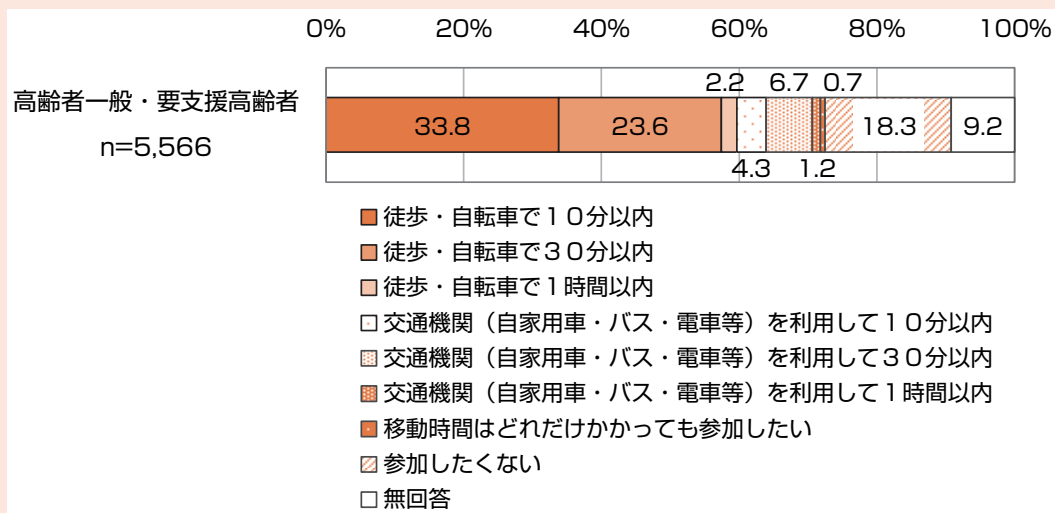 0% 20% 40% 60% 80% 100%
2.2 6.7 0.7
高齢者一般・要支援高齢者
33.8 23.6 18.3 9.2
n=5,566
4.3 1.2
徒歩・自転車で１０分以内
徒歩・自転車で３０分以内
徒歩・自転車で１時間以内
交通機関（自家用車・バス・電車等）を利用して１０分以内
交通機関（自家用車・バス・電車等）を利用して３０分以内
交通機関（自家用車・バス・電車等）を利用して１時間以内
移動時間はどれだけかかっても参加したい
参加したくない
無回答